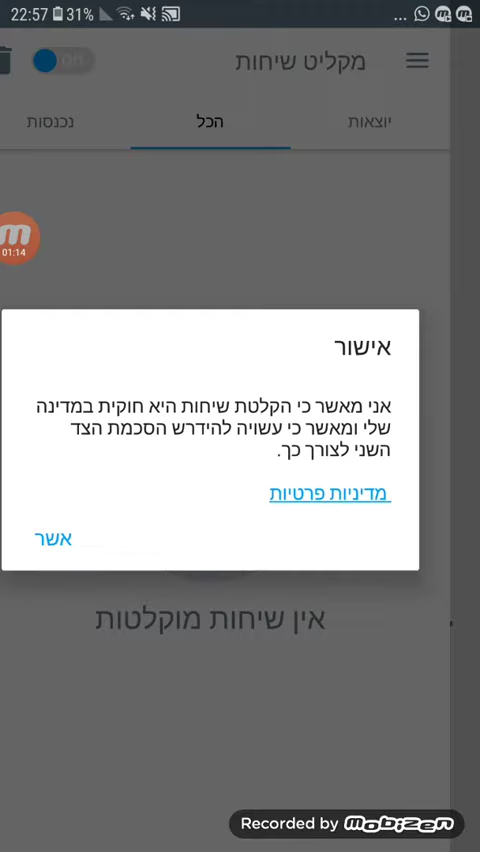 22:57 31% ...
מקליט שיחות
Off
יוצאות הכל נכנסות
01:14
אישור
אני מאשר כי הקלטת שיחות היא חוקית במדינה
שלי ומאשר כי עשויה להידרש הסכמת הצד
השני לצורך כך.
מדיניות פרטיות
אשר
אין שיחות מוקלטות
Recorded by mobizen